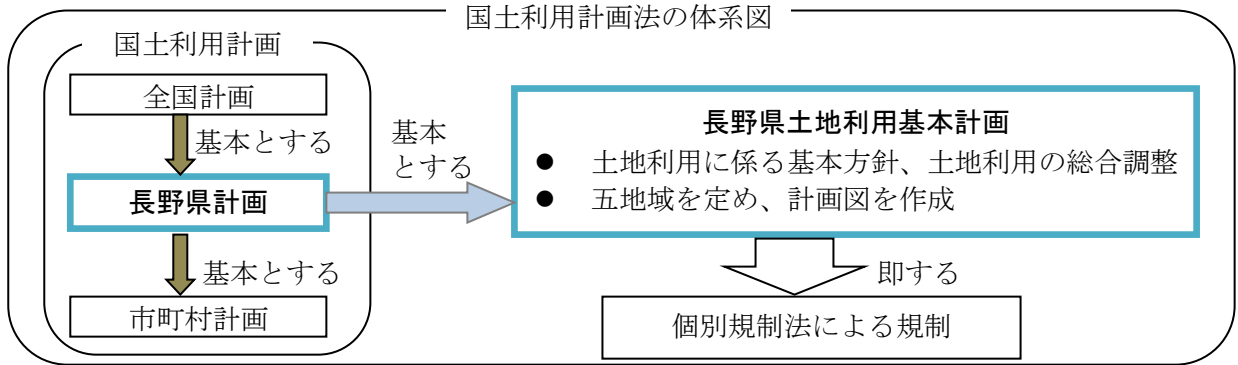 国土利用計画法の体系図
国土利用計画
全国計画
基本とする
長野県計画
基本とする
市町村計画
基本
とする
長野県土地利用基本計画
● 土地利用に係る基本方針、土地利用の総合調整
● 五地域を定め、計画図を作成
即する
個別規制法による規制